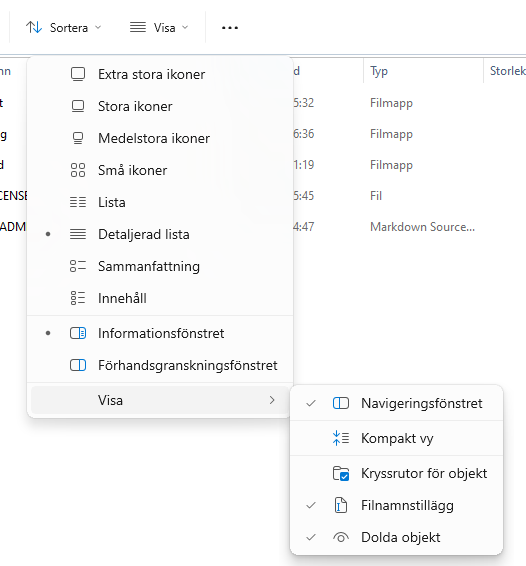 Sortera
Visa
nn
d
Typ
Storlek
t
5:32
Filmapp
g
6:36
Filmapp
d
1:19
Filmapp
CENSE
5:45
Fil
ADM
4:47
Markdown Source...
Extra stora ikoner
Stora ikoner
Medelstora ikoner
Små ikoner
Lista
Detaljerad lista
Sammanfattning
Innehåll
Informationsfönstret
Förhandsgranskningsfönstret
Visa
Navigeringsfönstret
Kompakt vy
Kryssrutor för objekt
Filnamnstillägg
Dolda objekt